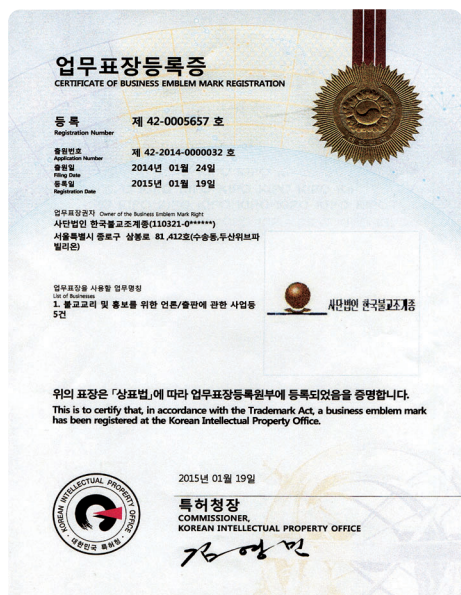 업무표장등록증
CERTIFICATE OF BUSINESS EMBLEM MARK REGISTRATION
등 록 제 42-0005657 호
Registration Number
출원번호 제 42-2014-0000032 호
Application Number
출원일 2014년 01월 24일
Filing Date
등록일 2015년 01월 19일
Registration Date
업무표장권자 Owner of the Business Emblem Mark Right
사단법인 한국불교조계종(110321-0******)
서울특별시 종로구 삼봉로 81 ,412호(수송동,두산위브파
빌리온)
업무표장을 사용할 업무명칭
List of Businesses
1. 불교교리 및 홍보를 위한 언론/출판에 관한 사업등
5건
사단법인 한국불교조계종
위의 표장은 「상표법」에 따라 업무표장등록원부에 등록되었음을 증명합니다.
This is to certify that, in accordance with the Trademark Act, a business emblem mark
has been registered at the Korean Intellectual Property Office.
2015년 01월 19일
특허청장
COMMISSIONER,
KOREAN INTELLECTUAL PROPERTY OFFICE
김영민
KOREAN INTELLECTUAL PROPERTY OFFICE
대한민국 특허청